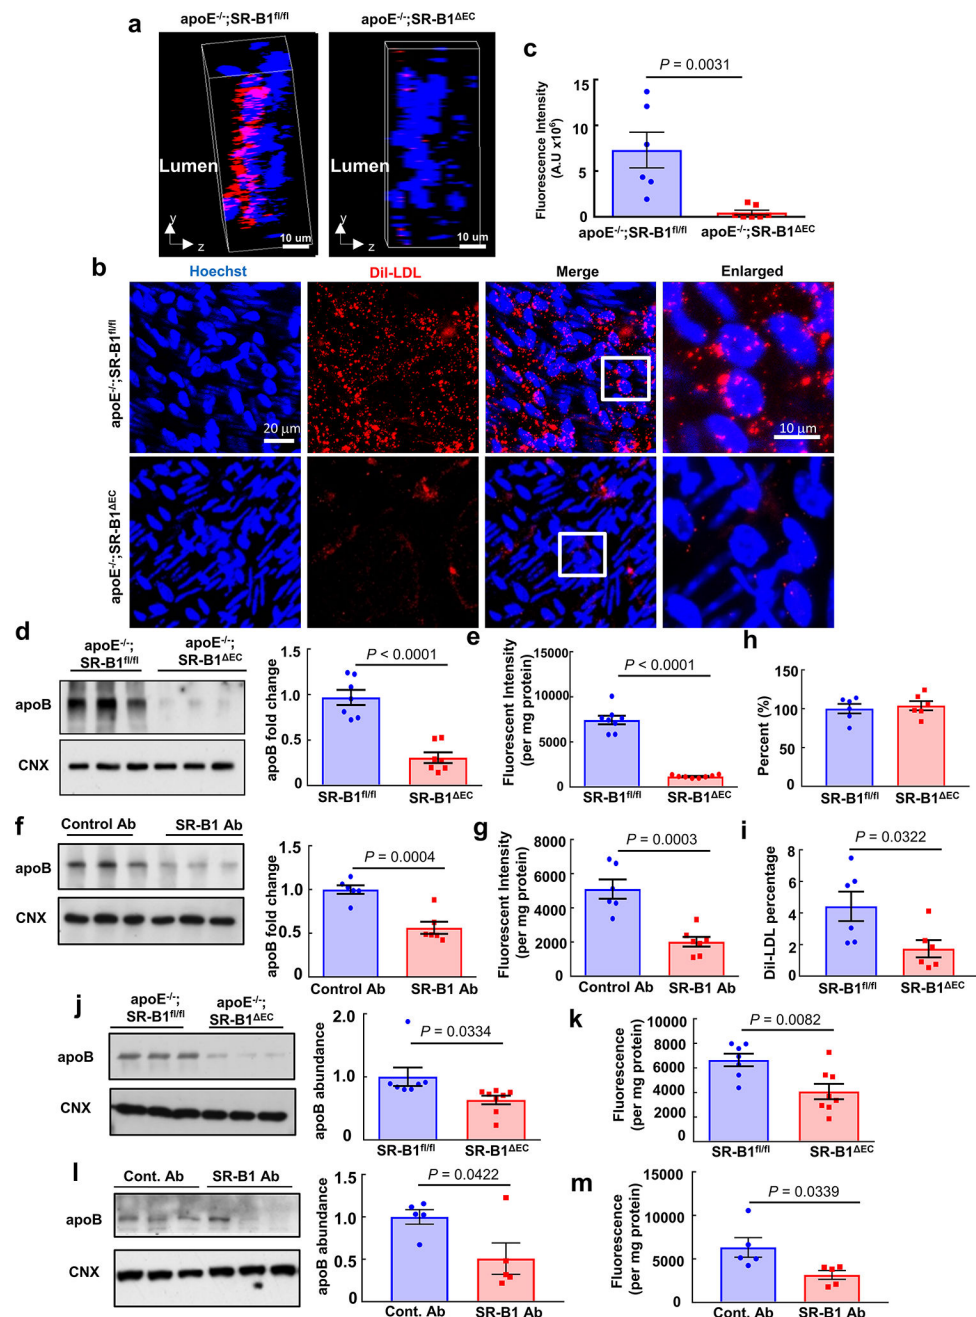 a
apoE-/-;SR-B1fl/fl
apoE-/-;SR-B1ΔEC
Lumen
y
z
10 um
Lumen
y
z
10 um
c
P = 0.0031
Fluorescence Intensity
(A.U x10⁶)
15
10
5
0
apoE-/-;SR-B1fl/fl
apoE-/-;SR-B1ΔEC
b
Hoechst
Dil-LDL
Merge
Enlarged
apoE-/-;SR-B1fl/fl
20 µm
10 µm
apoE-/-;SR-B1ΔEC
d
apoE-/-;
SR-B1fl/fl
apoE-/-;
SR-B1ΔEC
apoB
CNX
apoB fold change
1.5
1.0
0.5
0
P < 0.0001
SR-B1fl/fl
SR-B1ΔEC
e
Fluorescent Intensity
(per mg protein)
15000
10000
5000
0
P < 0.0001
SR-B1fl/fl
SR-B1ΔEC
h
Percent (%)
150
100
50
0
SR-B1fl/fl
SR-B1ΔEC
f
Control Ab
SR-B1 Ab
apoB
CNX
apoB fold change
1.5
1.0
0.5
0
P = 0.0004
Control Ab
SR-B1 Ab
g
Fluorescent Intensity
(per mg protein)
8000
6000
4000
2000
0
P = 0.0003
Control Ab
SR-B1 Ab
i
Dil-LDL percentage
8
6
4
2
0
P = 0.0322
SR-B1fl/fl
SR-B1ΔEC
j
apoE-/-;
SR-B1fl/fl
apoE-/-;
SR-B1ΔEC
apoB
CNX
apoB abundance
2.0
1.0
0
P = 0.0334
SR-B1fl/fl
SR-B1ΔEC
k
Fluorescence
(per mg protein)
10000
8000
6000
4000
2000
0
P = 0.0082
SR-B1fl/fl
SR-B1ΔEC
l
Cont. Ab
SR-B1 Ab
apoB
CNX
apoB abundance
1.5
1.0
0.5
0
P = 0.0422
Cont. Ab
SR-B1 Ab
m
Fluorescence
(per mg protein)
15000
10000
5000
0
P = 0.0339
Cont. Ab
SR-B1 Ab